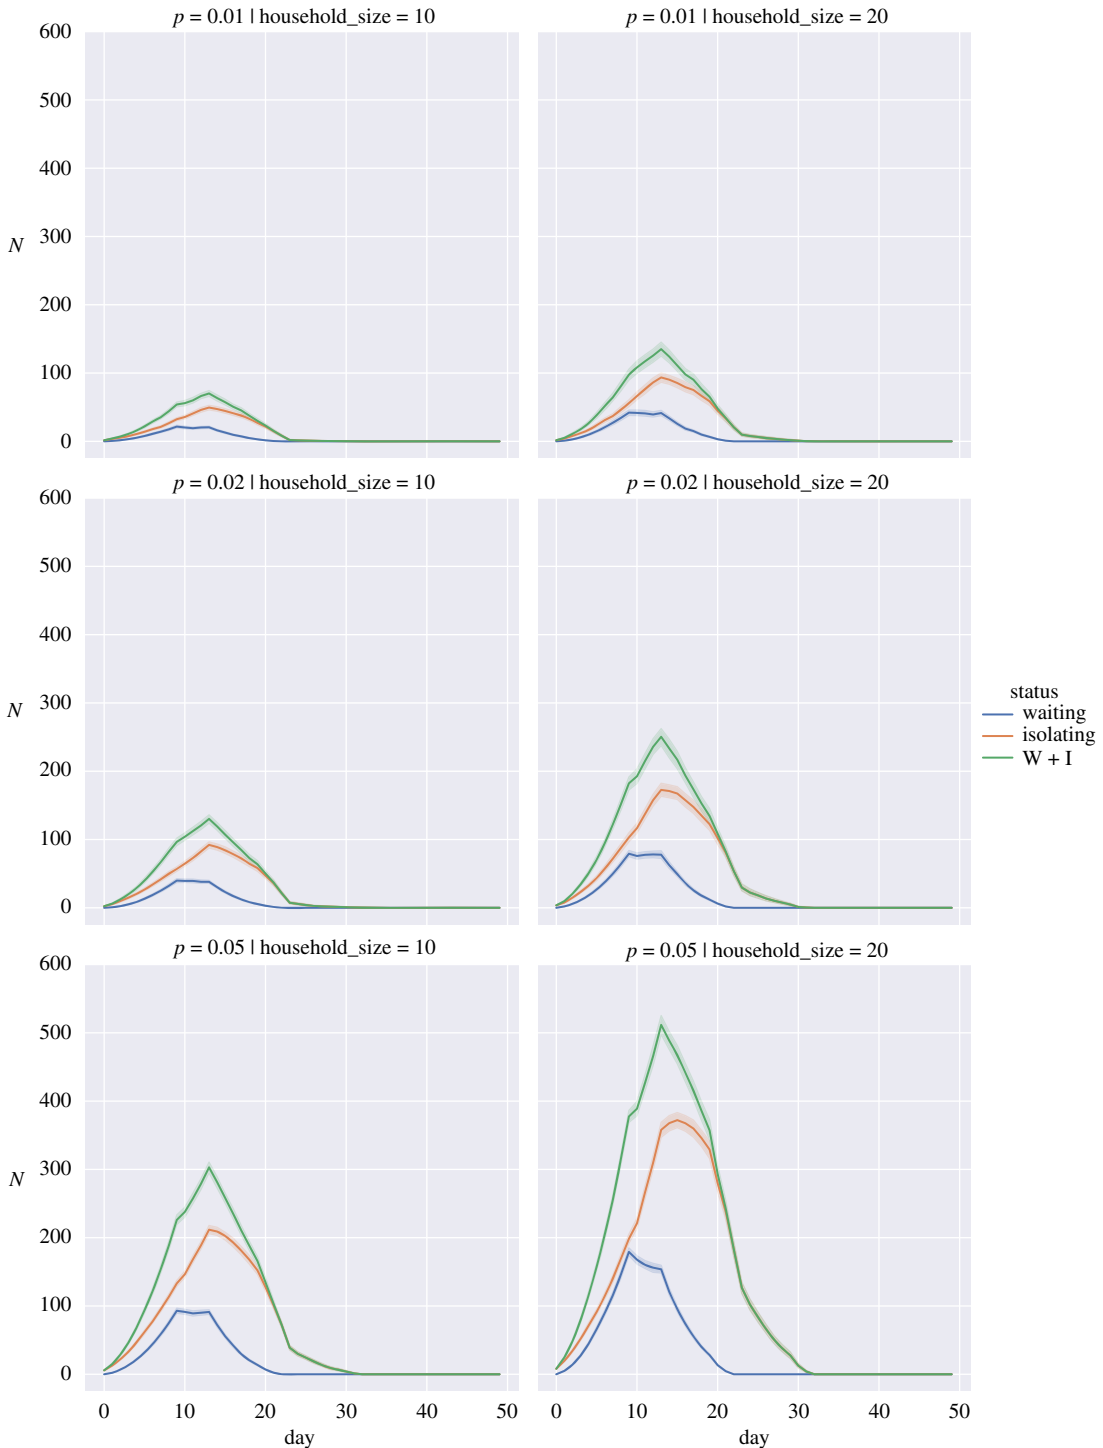 p = 0.01 | household_size = 10
p = 0.01 | household_size = 20
600
500
400
N
300
200
100
0
p = 0.02 | household_size = 10
p = 0.02 | household_size = 20
600
500
400
N
300
200
100
0
status
waiting
isolating
W + I
p = 0.05 | household_size = 10
p = 0.05 | household_size = 20
600
500
400
300
N
200
100
0
0 10 20 30 40 50
0 10 20 30 40 50
day
day